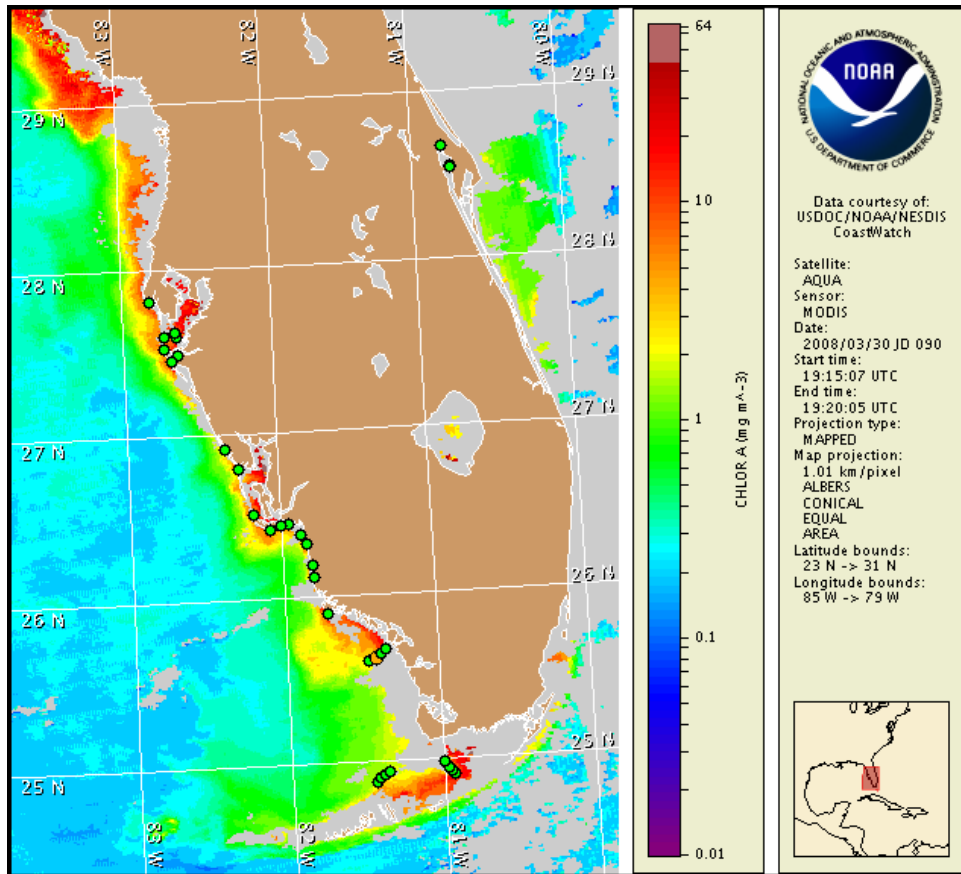 83 W
82 W
81 W
80 W
29 N
29 N
28 N
28 N
27 N
27 N
26 N
26 N
25 N
25 N
83 W
82 W
81 W
64
10
1
0.1
0.01
CHLOR A (mg m^-3)
NATIONAL OCEANIC AND ATMOSPHERIC ADMINISTRATION
NOAA
U.S. DEPARTMENT OF COMMERCE
Data courtesy of:
USDOC/NOAA/NESDIS
CoastWatch
Satellite:
AQUA
Sensor:
MODIS
Date:
2008/03/30 JD 090
Start time:
19:15:07 UTC
End time:
19:20:05 UTC
Projection type:
MAPPED
Map projection:
1.01 km/pixel
ALBERS
CONICAL
EQUAL
AREA
Latitude bounds:
23 N -> 31 N
Longitude bounds:
85 W -> 79 W